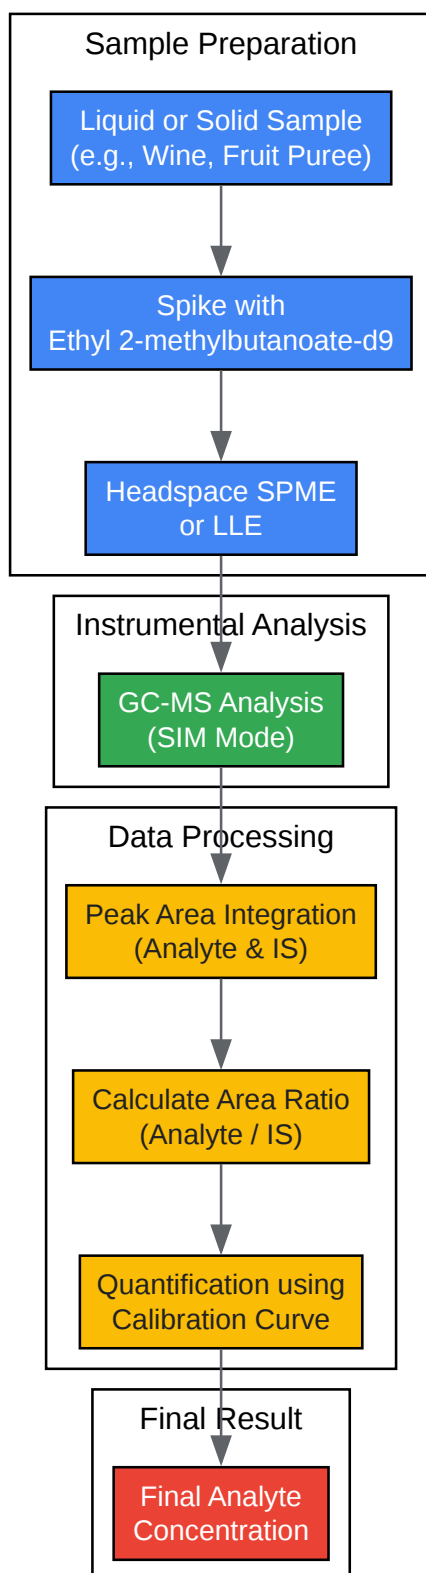 Sample Preparation
Liquid or Solid Sample
(e.g., Wine, Fruit Puree)
Spike with
Ethyl 2-methylbutanoate-d9
Headspace SPME
or LLE
Instrumental Analysis
GC-MS Analysis
(SIM Mode)
Data Processing
Peak Area Integration
(Analyte & IS)
Calculate Area Ratio
(Analyte / IS)
Quantification using
Calibration Curve
Final Result
Final Analyte
Concentration